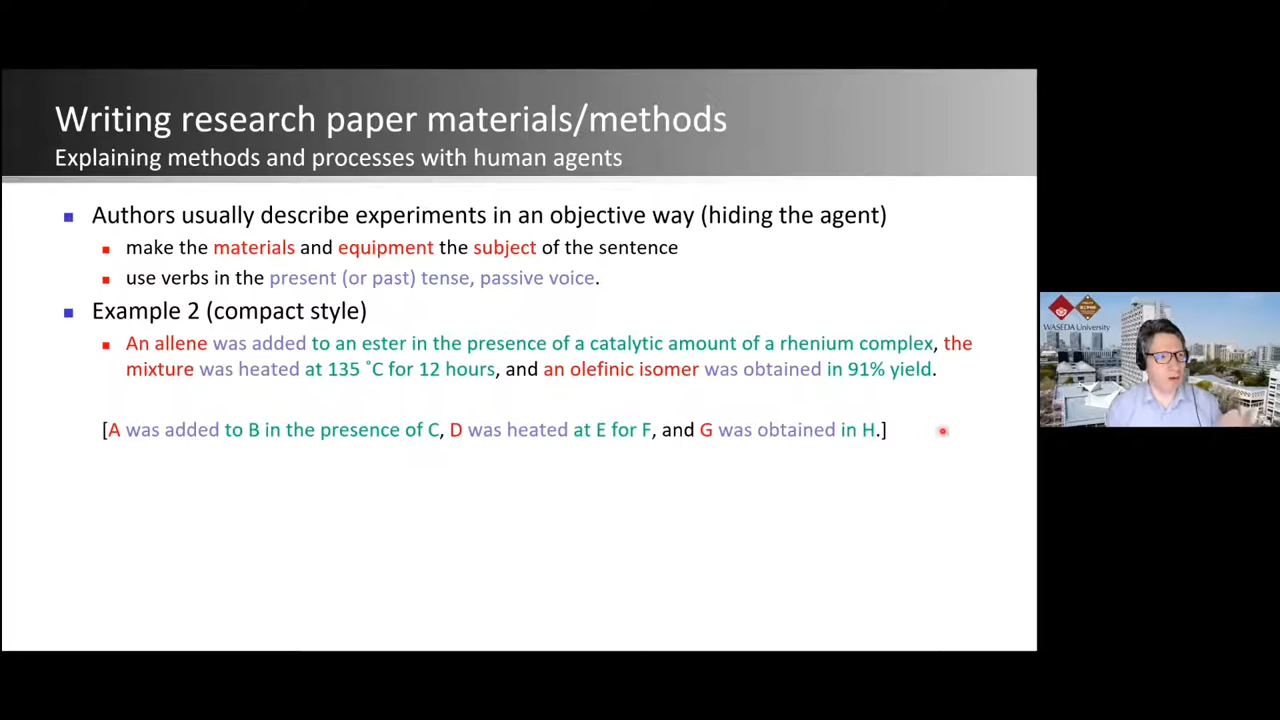 Writing research paper materials/methods
Explaining methods and processes with human agents
Authors usually describe experiments in an objective way (hiding the agent)
make the materials and equipment the subject of the sentence
use verbs in the present (or past) tense, passive voice.
Example 2 (compact style)
An allene was added to an ester in the presence of a catalytic amount of a rhenium complex, the
mixture was heated at 135 ˚C for 12 hours, and an olefinic isomer was obtained in 91% yield.
[A was added to B in the presence of C, D was heated at E for F, and G was obtained in H.]
WASEDA University